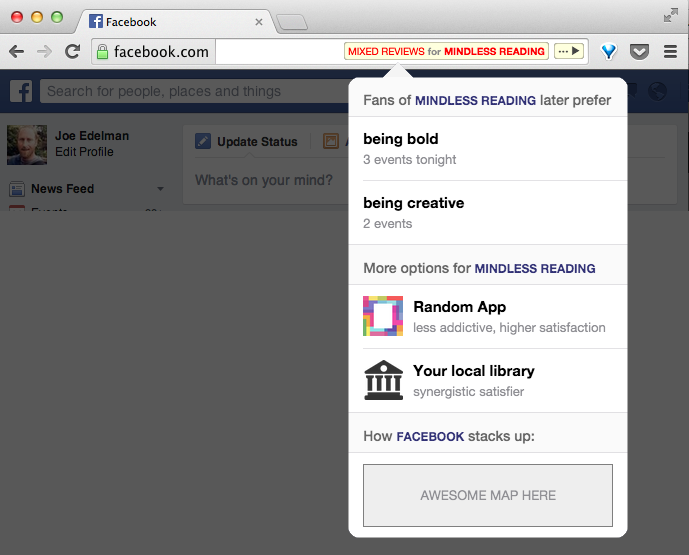 Facebook
facebook.com
MIXED REVIEWS for MINDLESS READING
Search for people, places and things
Joe Edelman
Edit Profile
Update Status
What's on your mind?
News Feed
Events
Fans of MINDLESS READING later prefer
being bold
3 events tonight
being creative
2 events
More options for MINDLESS READING
Random App
less addictive, higher satisfaction
Your local library
synergistic satisfier
How FACEBOOK stacks up:
AWESOME MAP HERE